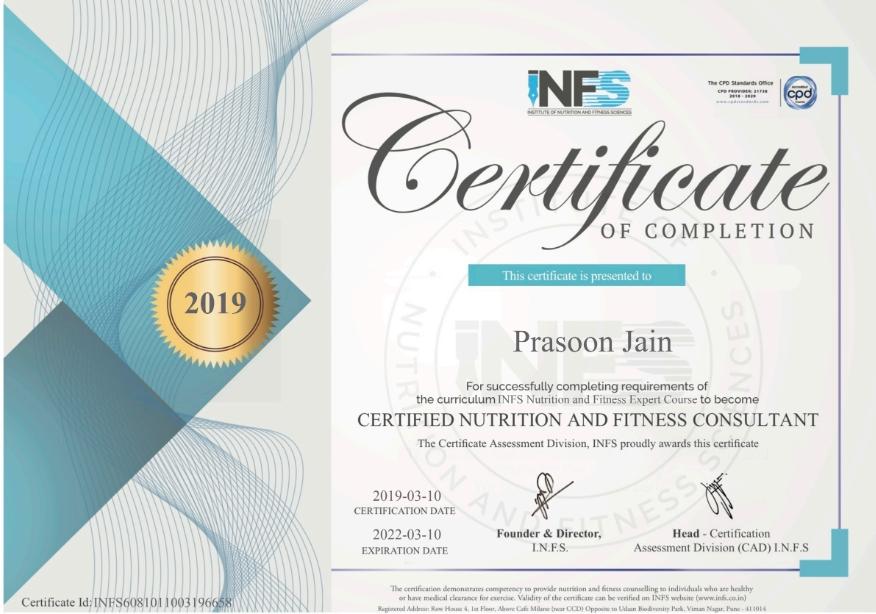 INFS
INSTITUTE OF NUTRITION AND FITNESS SCIENCES
The CPD Standards Office
CPD PROVIDER: 21738
2018 - 2020
www.cpdstandards.com
cpd
Certificate
OF COMPLETION
This certificate is presented to
2019
Prasoon Jain
For successfully completing requirements of
the curriculum INFS Nutrition and Fitness Expert Course to become
CERTIFIED NUTRITION AND FITNESS CONSULTANT
The Certificate Assessment Division, INFS proudly awards this certificate
2019-03-10
CERTIFICATION DATE
2022-03-10
EXPIRATION DATE
Founder & Director,
I.N.F.S.
Head - Certification
Assessment Division (CAD) I.N.F.S
INSTITUTE OF NUTRITION AND FITNESS SCIENCES
INFS
Certificate Id: INFS6081011003196658
The certification demonstrates competency to provide nutrition and fitness counselling to individuals who are healthy
or have medical clearance for exercise. Validity of the certificate can be verified on INFS website (www.infs.co.in)
Registered Address: Row House 4, 1st Floor, Above Cafe Milano (near CCD) Opposite to Udaan Biodiversity Park, Viman Nagar, Pune - 411014